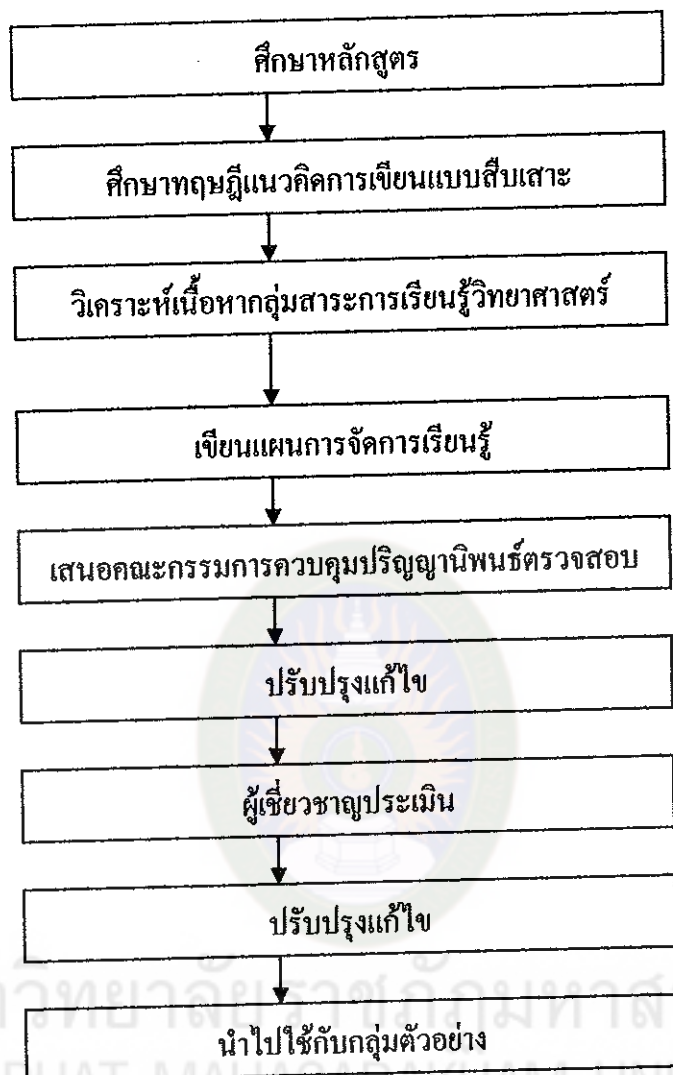 ศึกษาหลักสูตร
ศึกษาทฤษฎีแนวคิดการเขียนแบบสืบเสาะ
วิเคราะห์เนื้อหากลุ่มสาระการเรียนรู้วิทยาศาสตร์
เขียนแผนการจัดการเรียนรู้
เสนอคณะกรรมการควบคุมปริญญานิพนธ์ตรวจสอบ
ปรับปรุงแก้ไข
ผู้เชี่ยวชาญประเมิน
ปรับปรุงแก้ไข
นำไปใช้กับกลุ่มตัวอย่าง